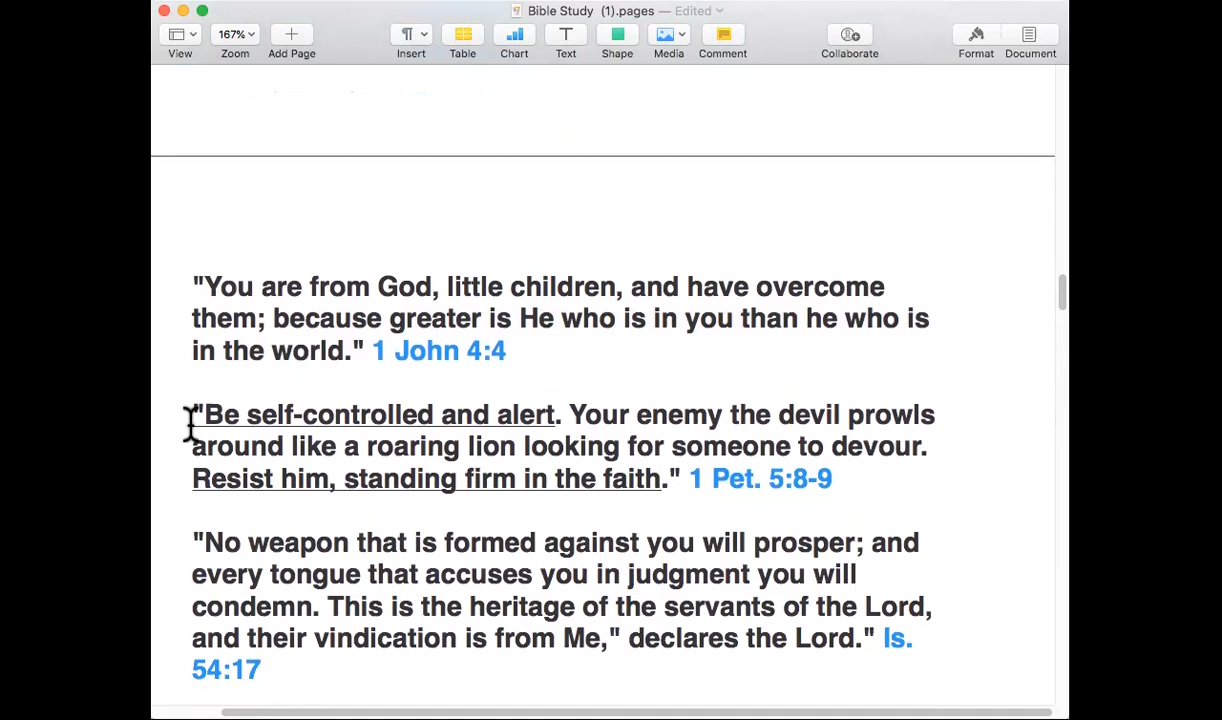 Bible Study (1).pages — Edited
167%
View Zoom Add Page Insert Table Chart Text Shape Media Comment Collaborate Format Document
"You are from God, little children, and have overcome
them; because greater is He who is in you than he who is
in the world." 1 John 4:4
"Be self-controlled and alert. Your enemy the devil prowls
around like a roaring lion looking for someone to devour.
Resist him, standing firm in the faith." 1 Pet. 5:8-9
"No weapon that is formed against you will prosper; and
every tongue that accuses you in judgment you will
condemn. This is the heritage of the servants of the Lord,
and their vindication is from Me," declares the Lord." Is.
54:17